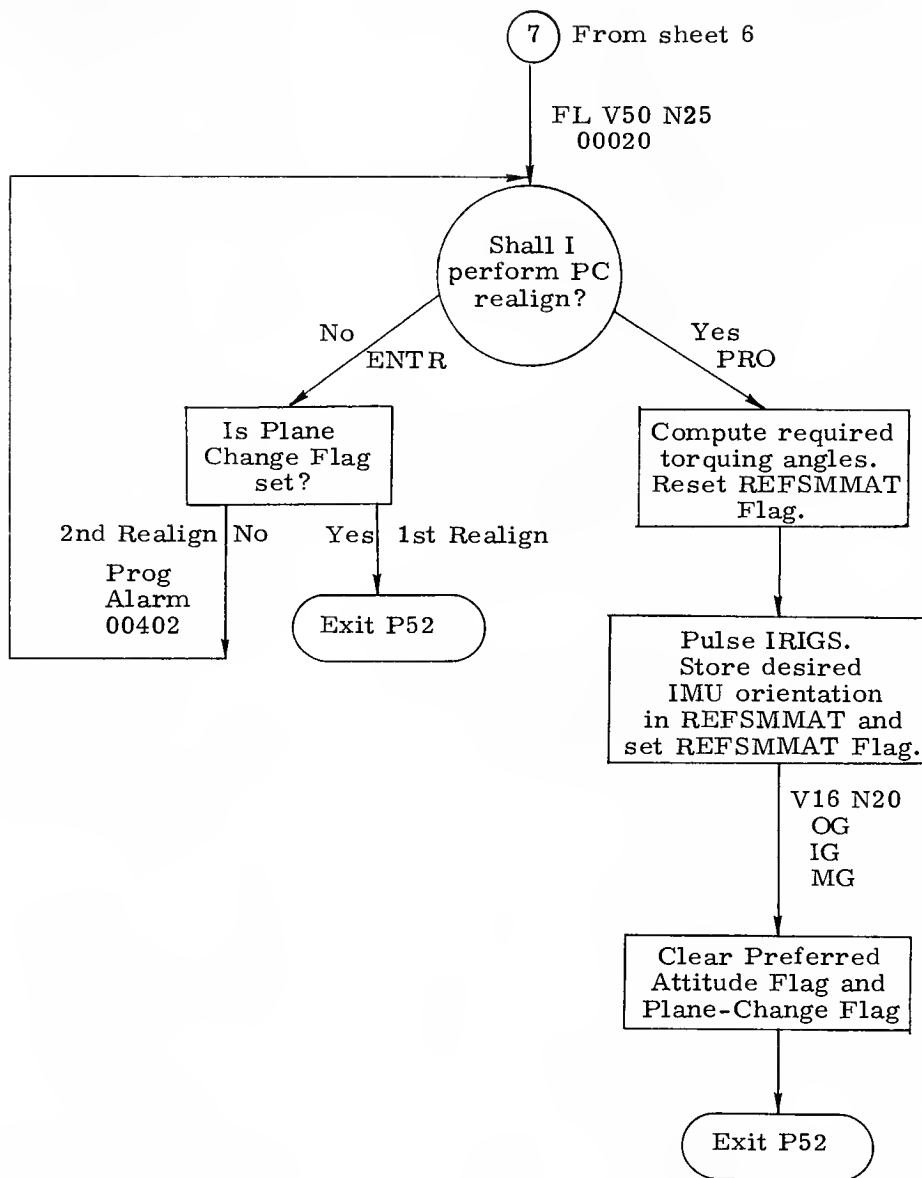 7 From sheet 6
FL V50 N25
00020
Shall I
perform PC
realign?
No
ENTR
Yes
PRO
Is Plane
Change Flag
set?
2nd Realign No
Prog
Alarm
00402
Yes 1st Realign
Exit P52
Compute required
torquing angles.
Reset REFSMMAT
Flag.
Pulse IRIGS.
Store desired
IMU orientation
in REFSMMAT and
set REFSMMAT Flag.
V16 N20
OG
IG
MG
Clear Preferred
Attitude Flag and
Plane-Change Flag
Exit P52